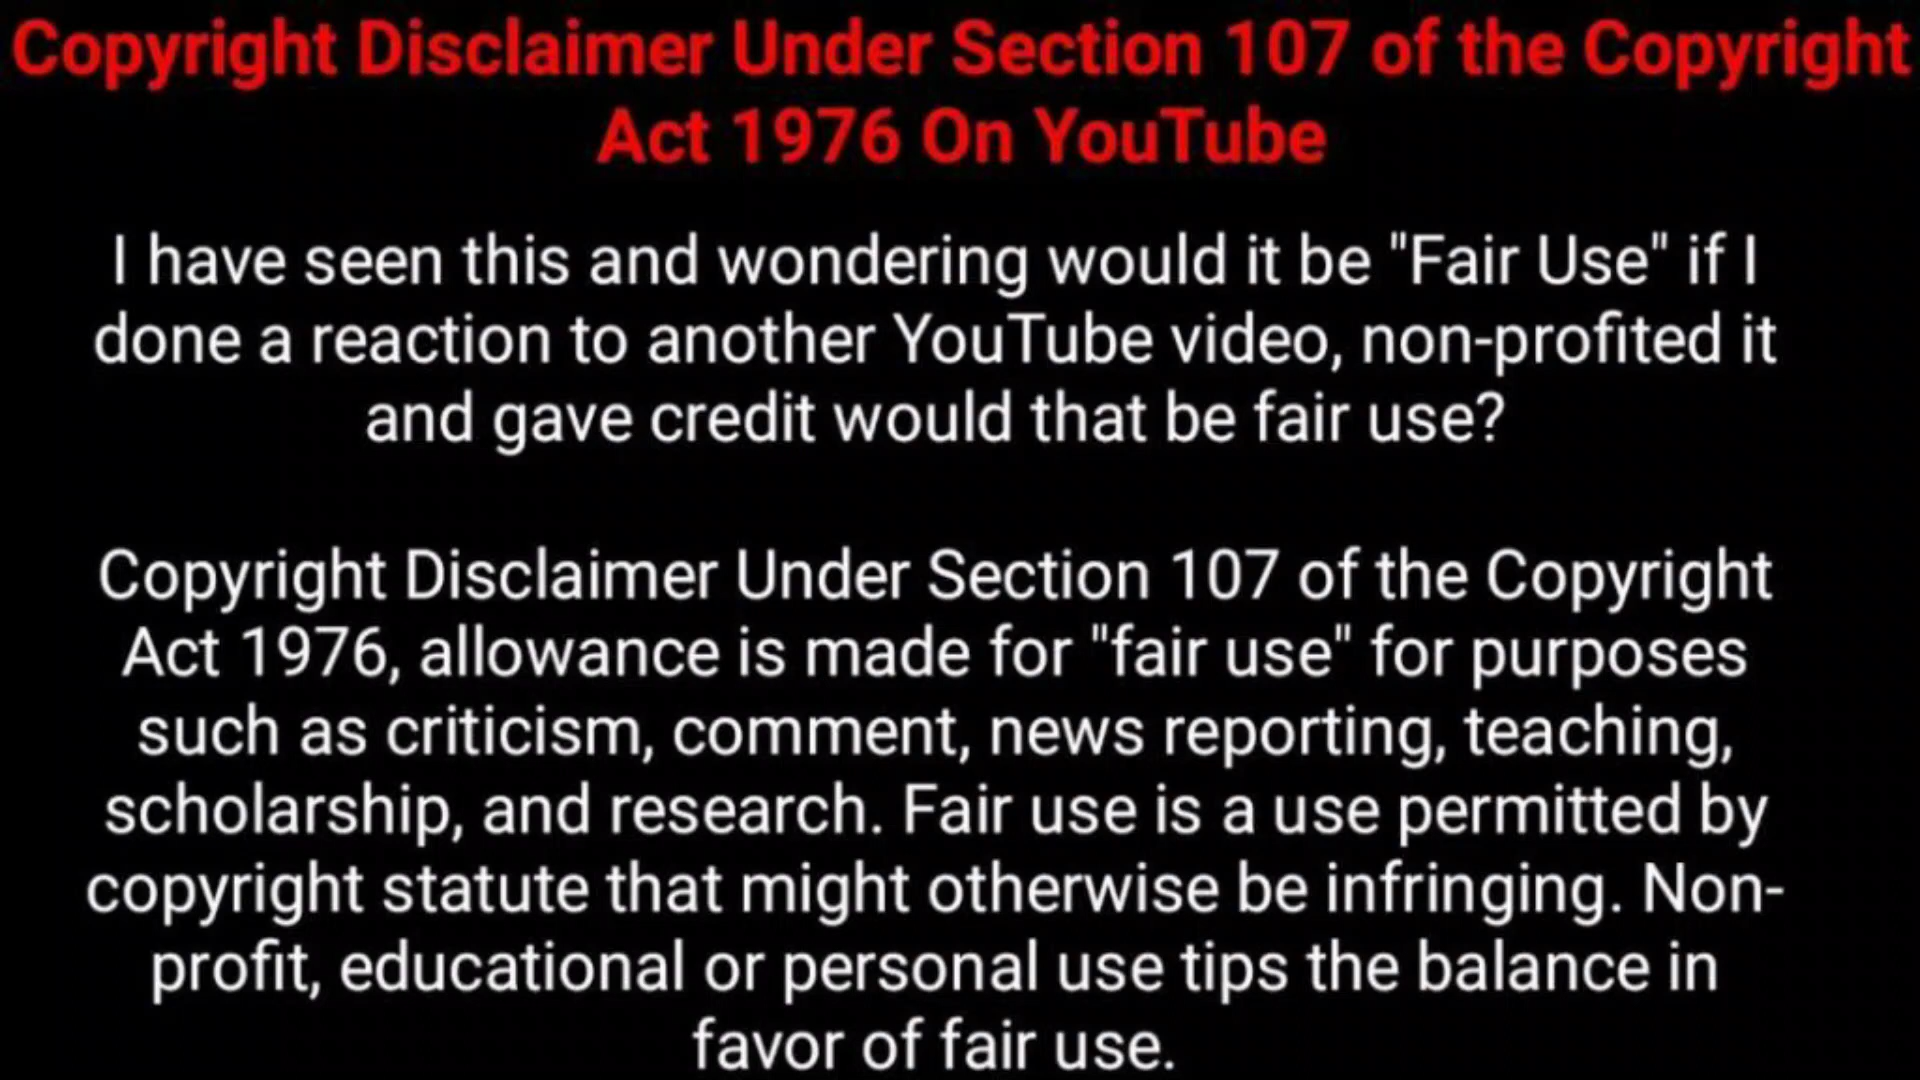 Copyright Disclaimer Under Section 107 of the Copyright
Act 1976 On YouTube
I have seen this and wondering would it be "Fair Use" if I
done a reaction to another YouTube video, non-profited it
and gave credit would that be fair use?
Copyright Disclaimer Under Section 107 of the Copyright
Act 1976, allowance is made for "fair use" for purposes
such as criticism, comment, news reporting, teaching,
scholarship, and research. Fair use is a use permitted by
copyright statute that might otherwise be infringing. Non-
profit, educational or personal use tips the balance in
favor of fair use.